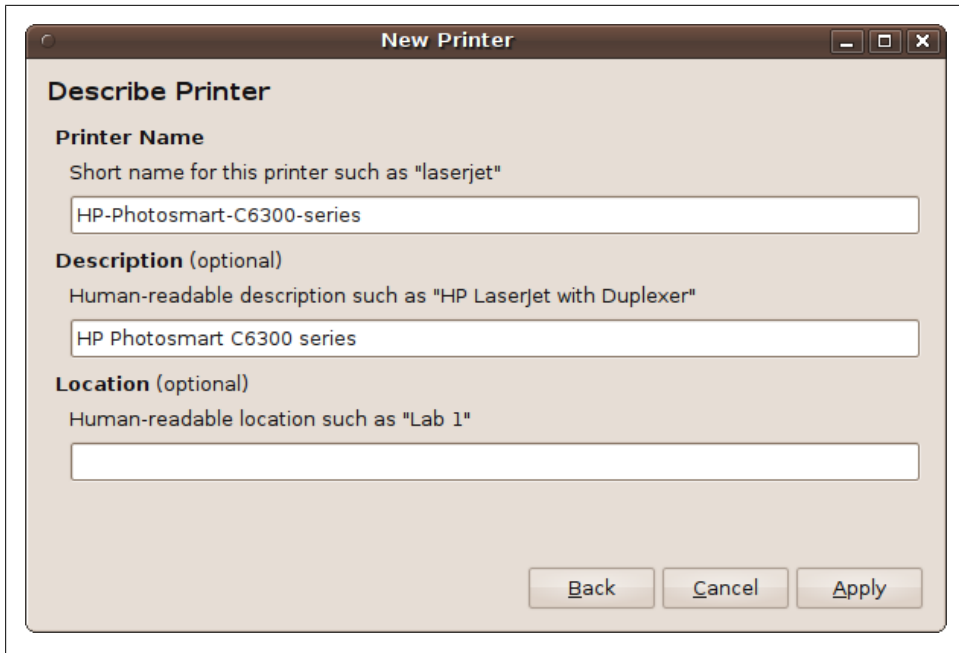 New Printer
Describe Printer
Printer Name
Short name for this printer such as "laserjet"
HP-Photosmart-C6300-series
Description (optional)
Human-readable description such as "HP LaserJet with Duplexer"
HP Photosmart C6300 series
Location (optional)
Human-readable location such as "Lab 1"
Back Cancel Apply